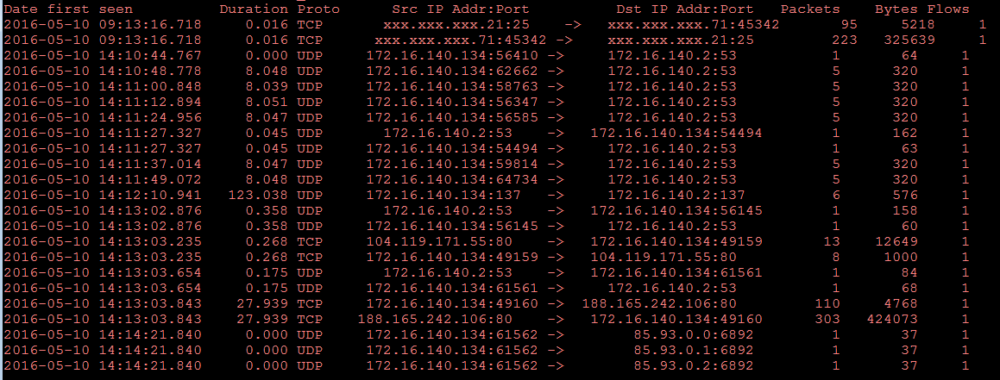 Date first seen Duration Proto Src IP Addr:Port Dst IP Addr:Port Packets Bytes Flows
2016-05-10 09:13:16.718 0.016 TCP xxx.xxx.xxx.21:25 -> xxx.xxx.xxx.71:45342 95 5218 1
2016-05-10 09:13:16.718 0.016 TCP xxx.xxx.xxx.71:45342 -> xxx.xxx.xxx.21:25 223 325639 1
2016-05-10 14:10:44.767 0.000 UDP 172.16.140.134:56410 -> 172.16.140.2:53 1 64 1
2016-05-10 14:10:48.778 8.048 UDP 172.16.140.134:62662 -> 172.16.140.2:53 5 320 1
2016-05-10 14:11:00.848 8.039 UDP 172.16.140.134:58763 -> 172.16.140.2:53 5 320 1
2016-05-10 14:11:12.894 8.051 UDP 172.16.140.134:56347 -> 172.16.140.2:53 5 320 1
2016-05-10 14:11:24.956 8.047 UDP 172.16.140.134:56585 -> 172.16.140.2:53 5 320 1
2016-05-10 14:11:27.327 0.045 UDP 172.16.140.2:53 -> 172.16.140.134:54494 1 162 1
2016-05-10 14:11:27.327 0.045 UDP 172.16.140.134:54494 -> 172.16.140.2:53 1 63 1
2016-05-10 14:11:37.014 8.047 UDP 172.16.140.134:59814 -> 172.16.140.2:53 5 320 1
2016-05-10 14:11:49.072 8.048 UDP 172.16.140.134:64734 -> 172.16.140.2:53 5 320 1
2016-05-10 14:12:10.941 123.038 UDP 172.16.140.134:137 -> 172.16.140.2:137 6 576 1
2016-05-10 14:13:02.876 0.358 UDP 172.16.140.2:53 -> 172.16.140.134:56145 1 158 1
2016-05-10 14:13:02.876 0.358 UDP 172.16.140.134:56145 -> 172.16.140.2:53 1 60 1
2016-05-10 14:13:03.235 0.268 TCP 104.119.171.55:80 -> 172.16.140.134:49159 13 12649 1
2016-05-10 14:13:03.235 0.268 TCP 172.16.140.134:49159 -> 104.119.171.55:80 8 1000 1
2016-05-10 14:13:03.654 0.175 UDP 172.16.140.2:53 -> 172.16.140.134:61561 1 84 1
2016-05-10 14:13:03.654 0.175 UDP 172.16.140.134:61561 -> 172.16.140.2:53 1 68 1
2016-05-10 14:13:03.843 27.939 TCP 172.16.140.134:49160 -> 188.165.242.106:80 110 4768 1
2016-05-10 14:13:03.843 27.939 TCP 188.165.242.106:80 -> 172.16.140.134:49160 303 424073 1
2016-05-10 14:14:21.840 0.000 UDP 172.16.140.134:61562 -> 85.93.0.0:6892 1 37 1
2016-05-10 14:14:21.840 0.000 UDP 172.16.140.134:61562 -> 85.93.0.1:6892 1 37 1
2016-05-10 14:14:21.840 0.000 UDP 172.16.140.134:61562 -> 85.93.0.2:6892 1 37 1